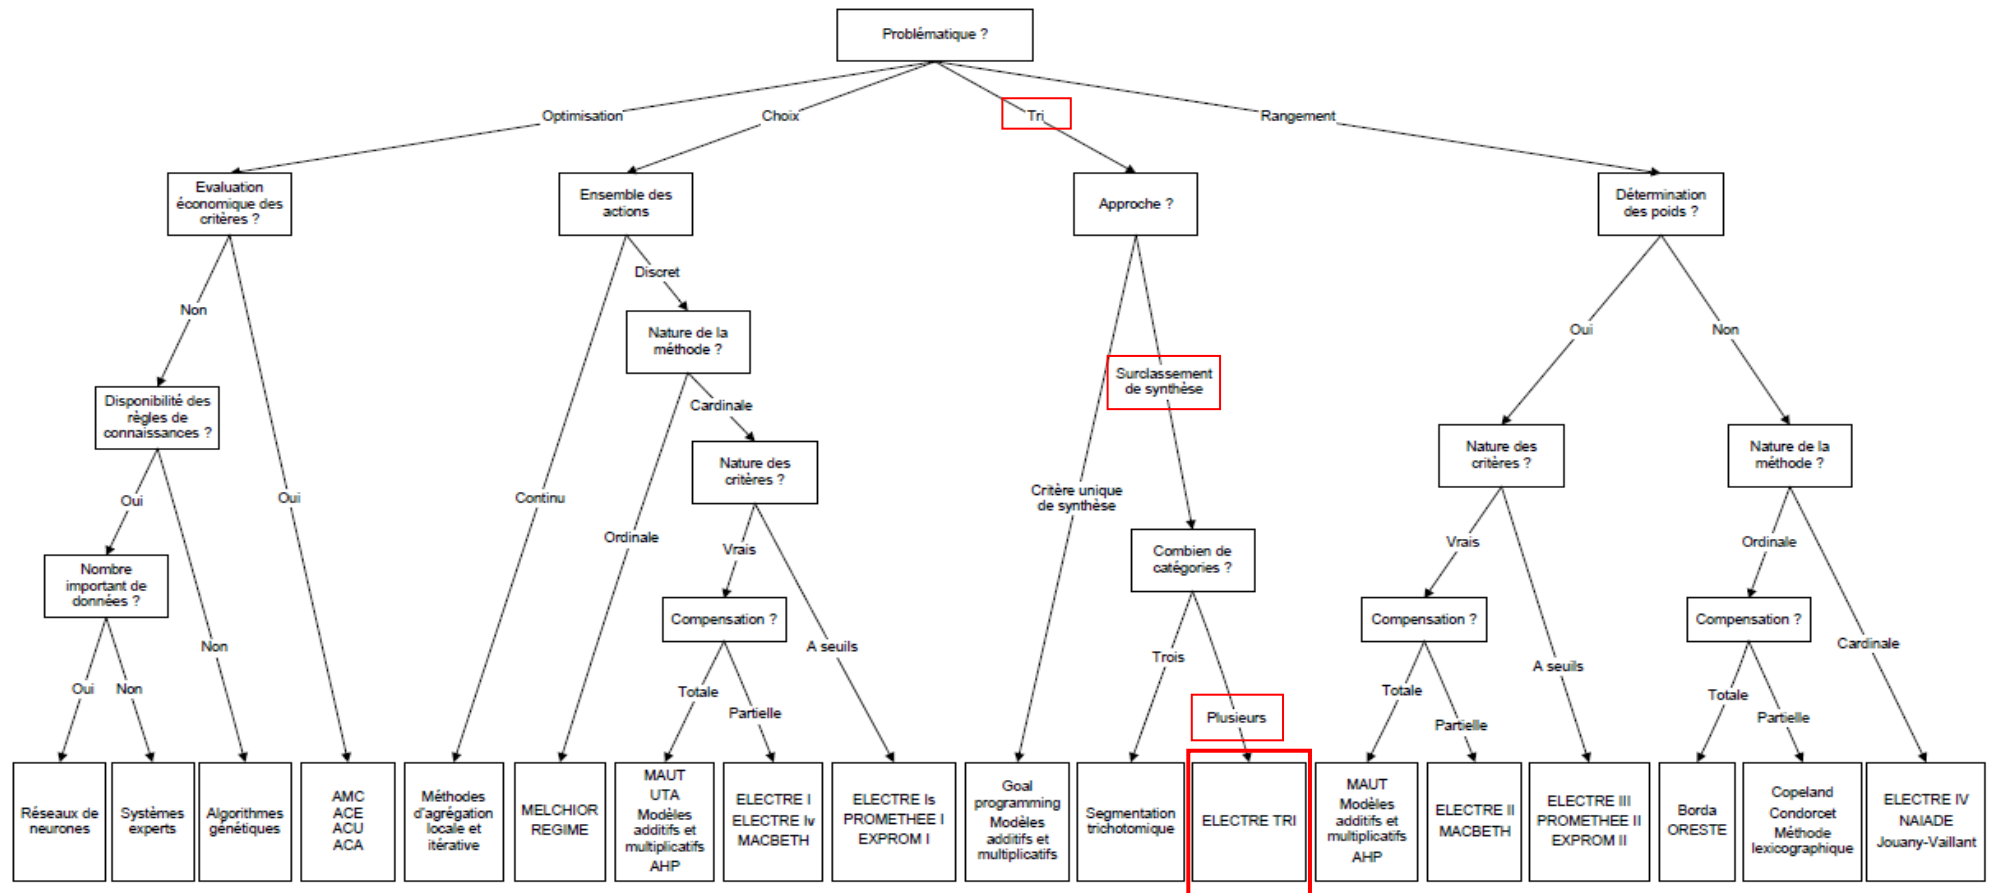 Problématique ?
Optimisation
Choix
Tri
Rangement
Evaluation
économique des
critères ?
Ensemble des
actions
Approche ?
Détermination
des poids ?
Discret
Non
Nature de la
méthode ?
Oui
Non
Surclassement
de synthèse
Disponibilité des
règles de
connaissances ?
Cardinale
Nature des
critères ?
Nature des
critères ?
Nature de la
méthode ?
Oui
Oui
Continu
Critère unique
de synthèse
Ordinale
Vrais
Combien de
catégories ?
Vrais
Ordinale
Nombre
important de
données ?
Compensation ?
Compensation ?
Compensation ?
Non
A seuils
Trois
A seuils
Cardinale
Oui
Non
Totale
Partielle
Plusieurs
Totale
Partielle
Totale
Partielle
Réseaux de
neurones
Systèmes
experts
Algorithmes
génétiques
AMC
ACE
ACU
ACA
Méthodes
d'agrégation
locale et
itérative
MELCHIOR
REGIME
MAUT
UTA
Modèles
additifs et
multiplicatifs
AHP
ELECTRE I
ELECTRE Iv
MACBETH
ELECTRE Is
PROMETHEE I
EXPROM I
Goal
programming
Modèles
additifs et
multiplicatifs
Segmentation
trichotomique
ELECTRE TRI
MAUT
Modèles
additifs et
multiplicatifs
AHP
ELECTRE II
MACBETH
ELECTRE III
PROMETHEE II
EXPROM II
Borda
ORESTE
Copeland
Condorcet
Méthode
lexicographique
ELECTRE IV
NAIADE
Jouany-Vaillant